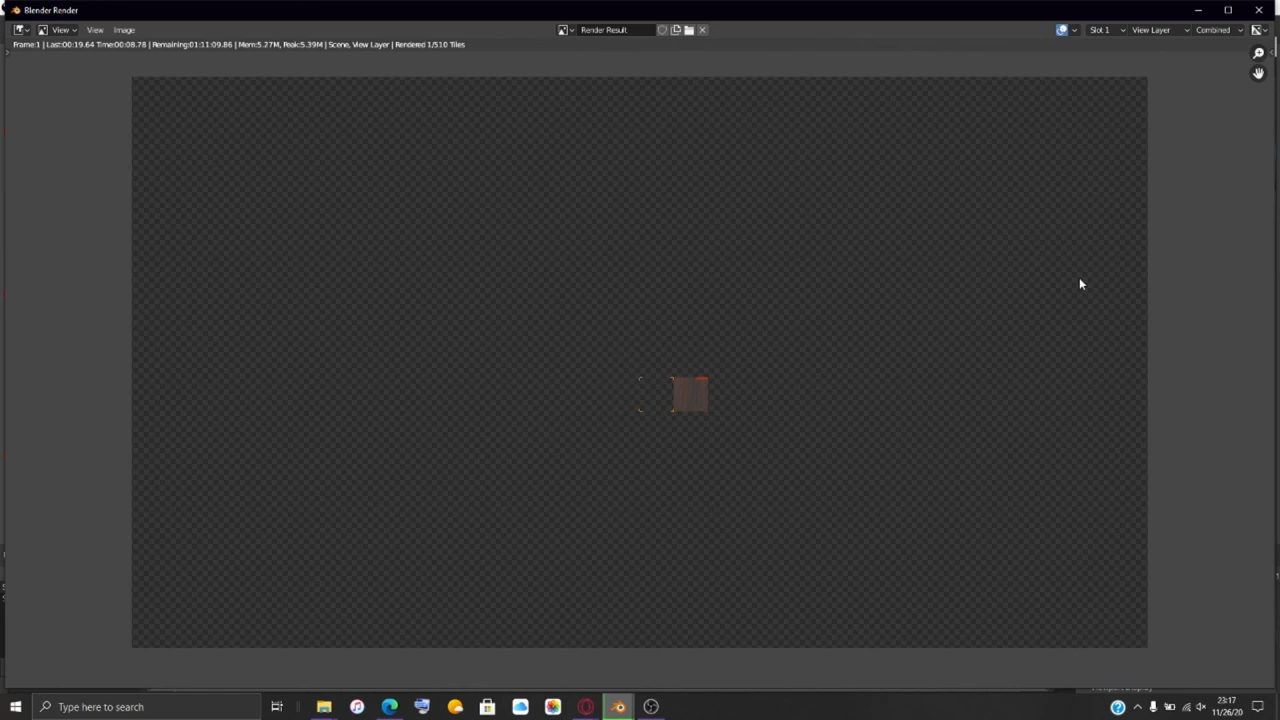 Blender Render
View View Image Render Result Slot 1 View Layer Combined
Frame:1 | Last:00:19.64 Time:00:08.78 | Remaining:01:11:09.86 | Mem:5.27M, Peak:5.39M | Scene, View Layer | Rendered 1/510 Tiles
Viewport Display
Type here to search
23:17
11/26/20